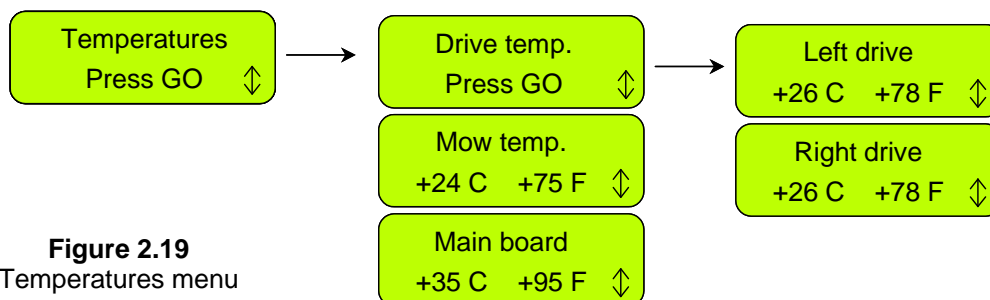 Temperatures
Press GO
Drive temp.
Press GO
Left drive
+26 C +78 F
Mow temp.
+24 C +75 F
Right drive
+26 C +78 F
Main board
+35 C +95 F
Figure 2.19
Temperatures menu